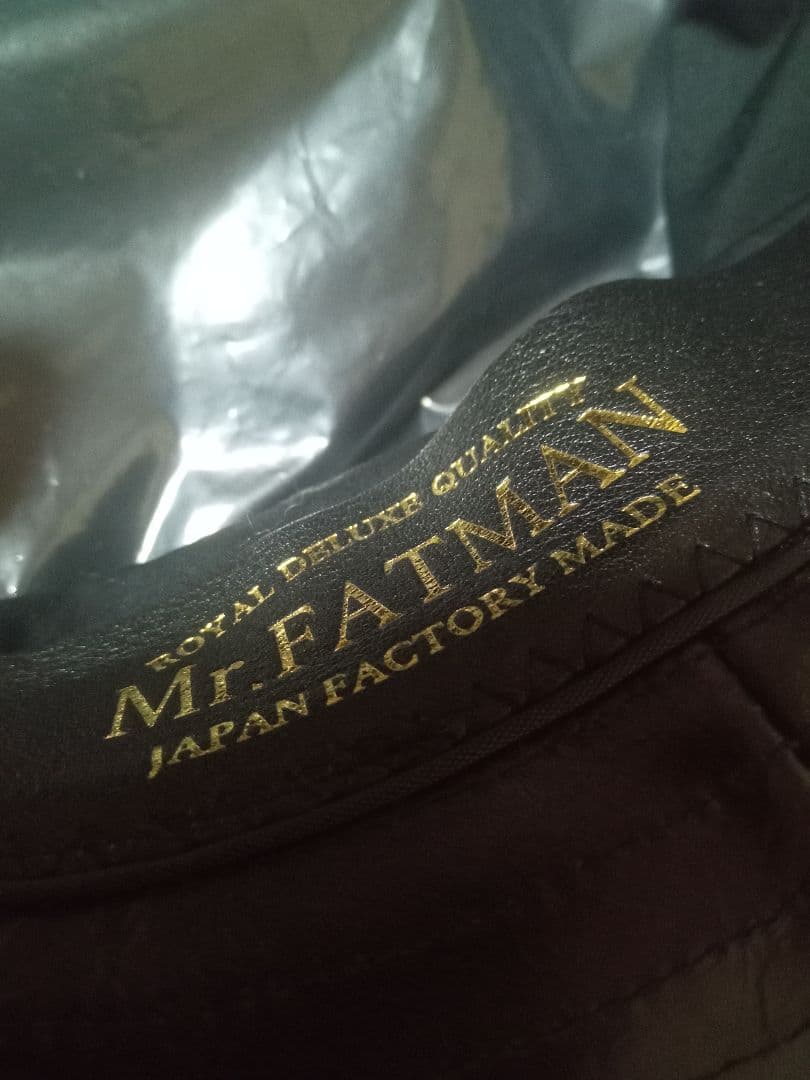 ROYAL DELUXE QUALITY
Mr. FATMAN
JAPAN FACTORY MADE